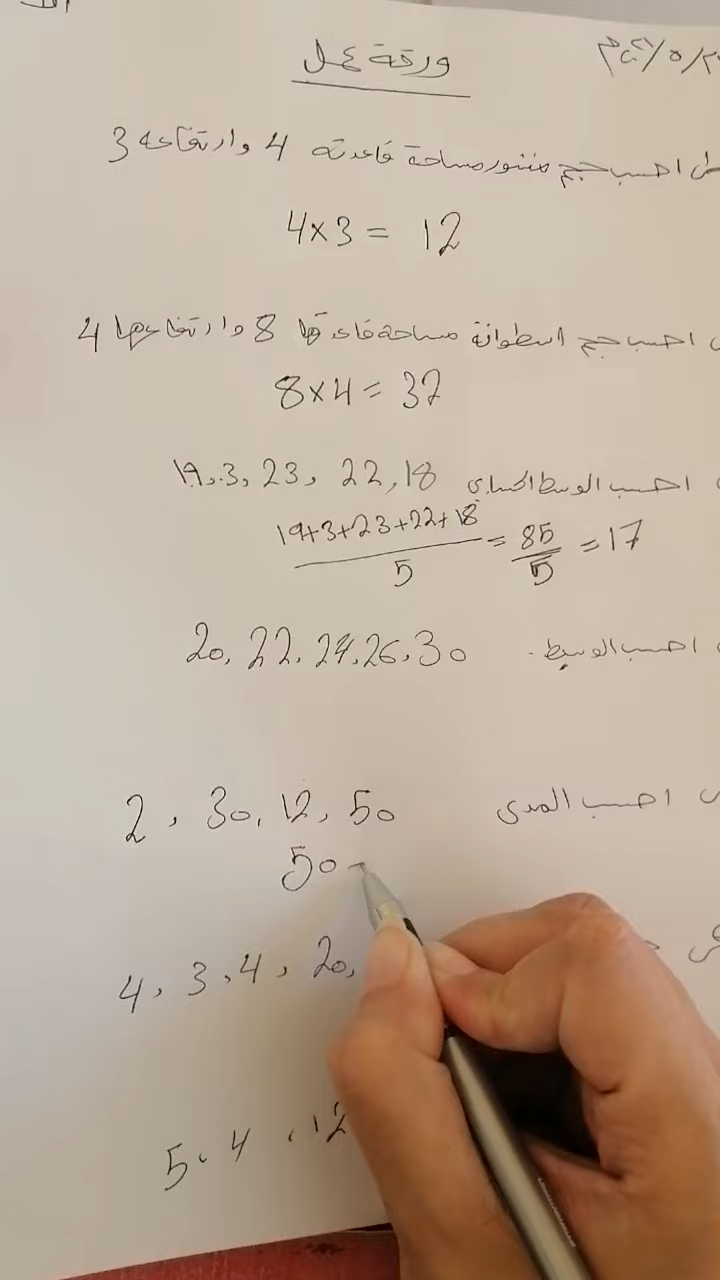 ورقة عمل
احسب حجم منشور مساحة قاعدته 4 وارتفاعه 3
4×3 = 12
احسب حجم اسطوانة مساحة قاعدتها 8 وارتفاعها 4
8×4 = 32
احسب الوسط الحسابي 19, 3, 23, 22, 18
19+3+23+22+18 / 5 = 85 / 5 = 17
احسب الوسيط. 20, 22, 24, 26, 30
احسب المدى 2, 30, 12, 50
50 -
4, 3, 4, 20,
5, 4, 12